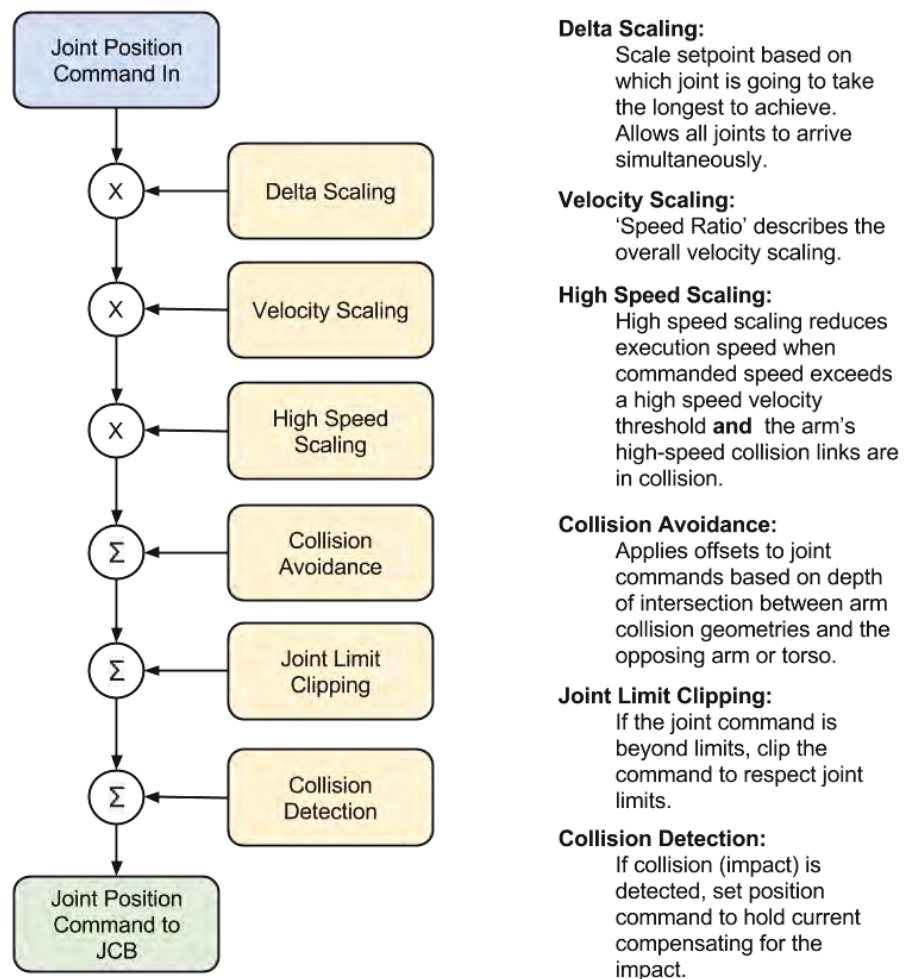 Joint Position
Command In
X
Delta Scaling
X
Velocity Scaling
X
High Speed
Scaling
Σ
Collision
Avoidance
Σ
Joint Limit
Clipping
Σ
Collision
Detection
Joint Position
Command to
JCB
Delta Scaling:
Scale setpoint based on
which joint is going to take
the longest to achieve.
Allows all joints to arrive
simultaneously.
Velocity Scaling:
‘Speed Ratio’ describes the
overall velocity scaling.
High Speed Scaling:
High speed scaling reduces
execution speed when
commanded speed exceeds
a high speed velocity
threshold and the arm’s
high-speed collision links are
in collision.
Collision Avoidance:
Applies offsets to joint
commands based on depth
of intersection between arm
collision geometries and the
opposing arm or torso.
Joint Limit Clipping:
If the joint command is
beyond limits, clip the
command to respect joint
limits.
Collision Detection:
If collision (impact) is
detected, set position
command to hold current
compensating for the
impact.